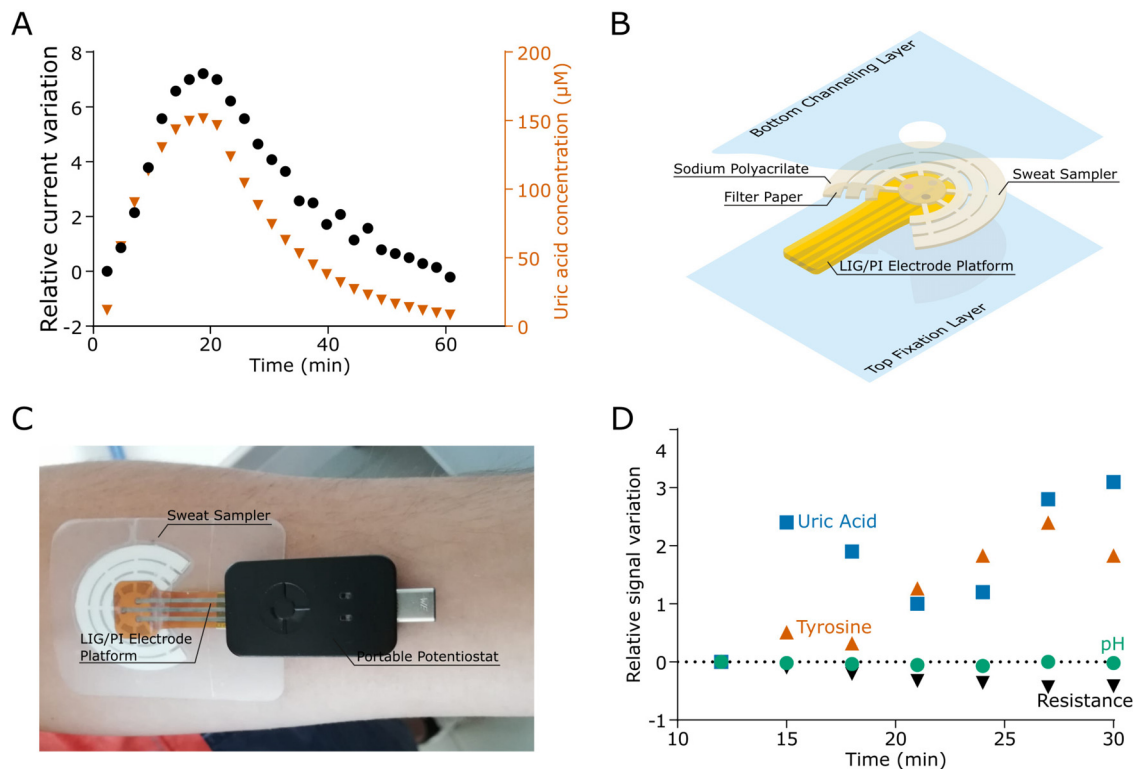 A
Relative current variation
8
6
4
2
0
-2
200
150
100
50
0
Uric acid concentration (µM)
0
20
40
60
Time (min)
B
Bottom Channeling Layer
Sodium Polyacrilate
Filter Paper
Sweat Sampler
LIG/PI Electrode Platform
Top Fixation Layer
C
Sweat Sampler
LIG/PI Electrode
Platform
Portable Potentiostat
D
Relative signal variation
4
3
2
1
0
-1
Uric Acid
Tyrosine
pH
Resistance
10
15
20
25
30
Time (min)